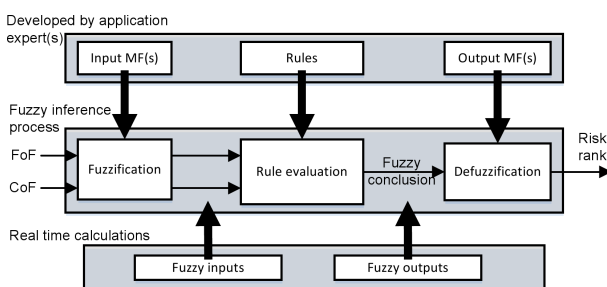 Developed by application
expert(s)
Input MF(s)
Rules
Output MF(s)
Fuzzy inference
process
FoF
CoF
Fuzzification
Rule evaluation
Fuzzy
conclusion
Defuzzification
Risk
rank
Real time calculations
Fuzzy inputs
Fuzzy outputs